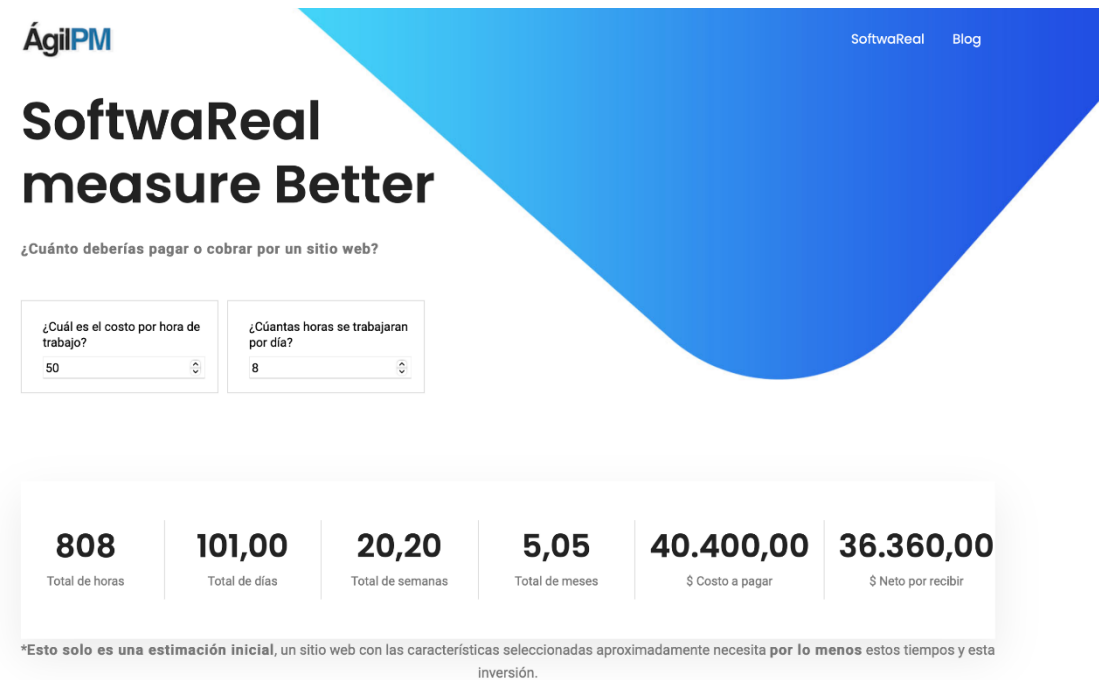 ÁgilPM
SoftwaReal
Blog
SoftwaReal
measure Better
¿Cuánto deberías pagar o cobrar por un sitio web?
¿Cuál es el costo por hora de
trabajo?
50
¿Cúantas horas se trabajaran
por día?
8
808
Total de horas
101,00
Total de días
20,20
Total de semanas
5,05
Total de meses
40.400,00
$ Costo a pagar
36.360,00
$ Neto por recibir
*Esto solo es una estimación inicial, un sitio web con las características seleccionadas aproximadamente necesita por lo menos estos tiempos y esta
inversión.